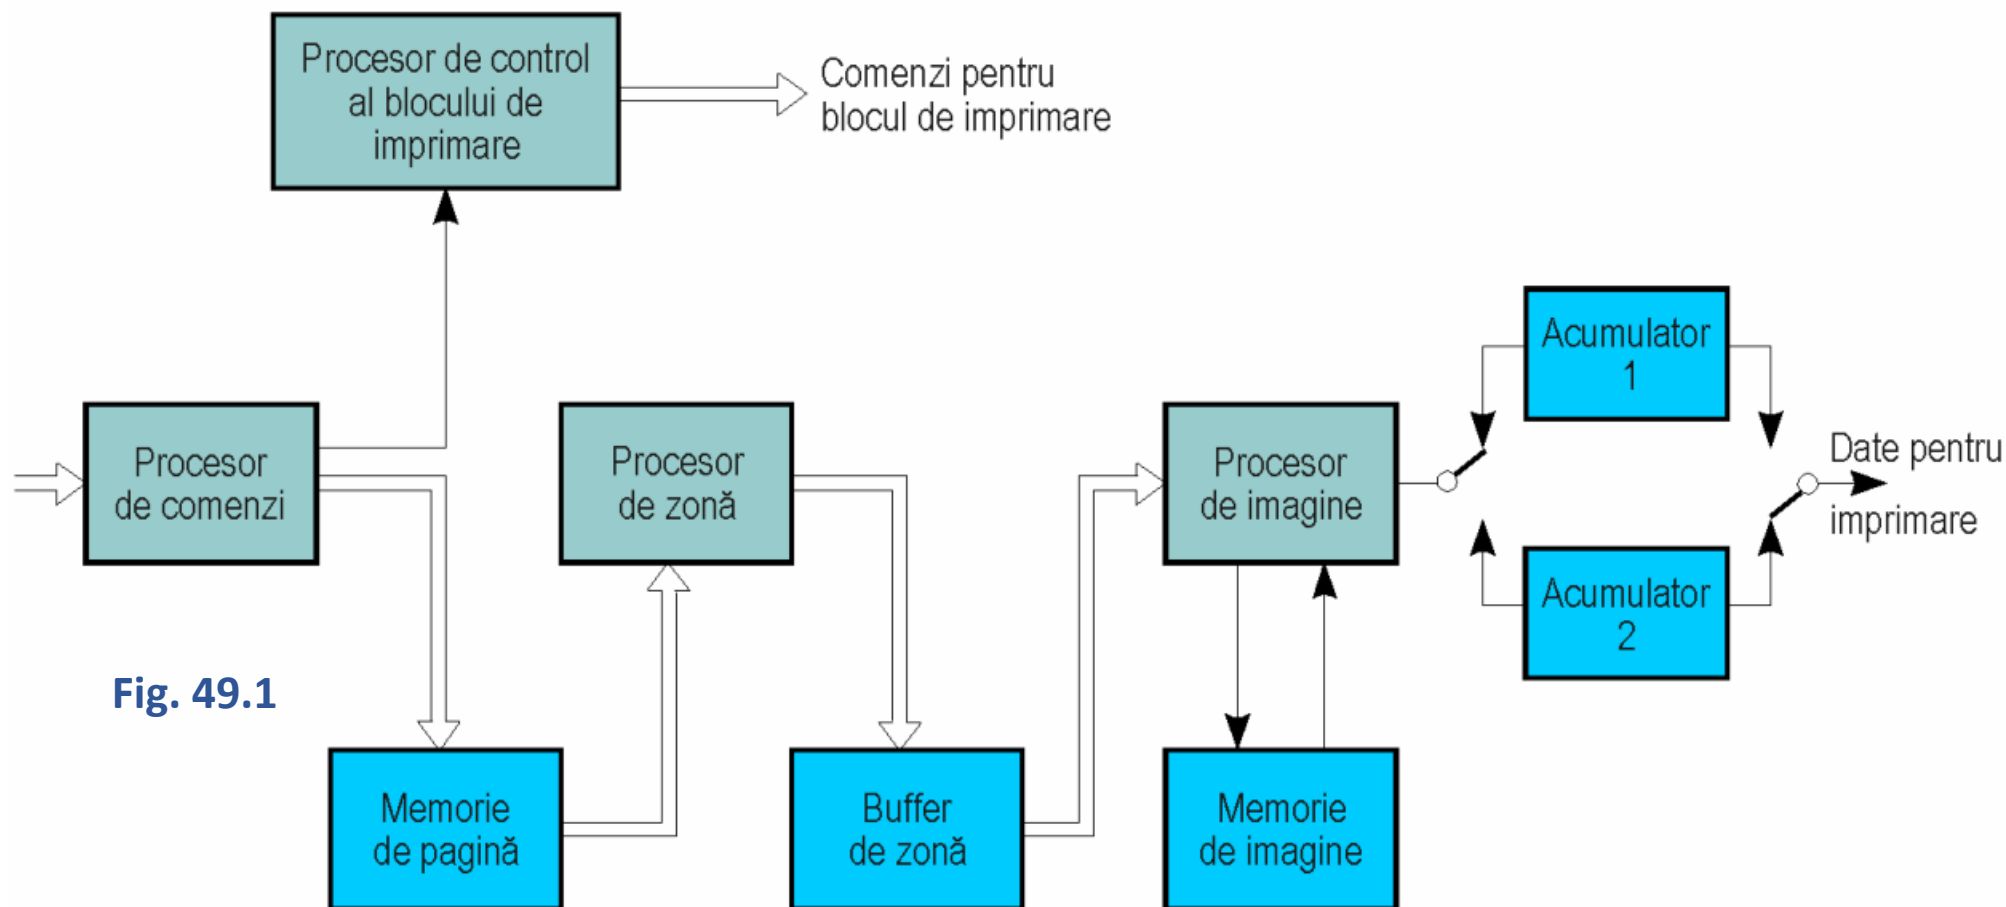 Procesor de control
al blocului de
imprimare
Comenzi pentru
blocul de imprimare
Procesor
de comenzi
Procesor
de zonă
Procesor
de imagine
Acumulator
1
Acumulator
2
Date pentru
imprimare
Fig. 49.1
Memorie
de pagină
Buffer
de zonă
Memorie
de imagine